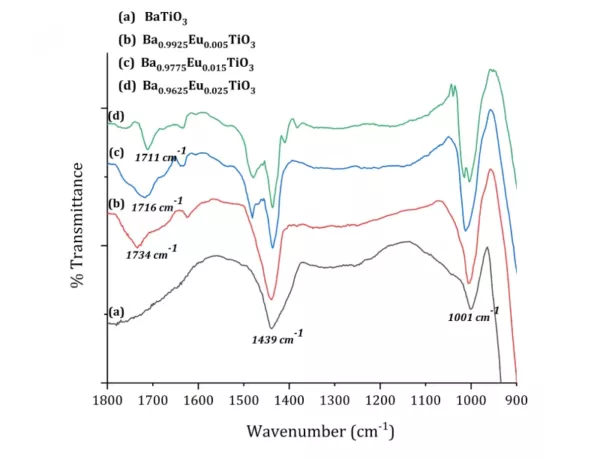 (a) BaTiO3
(b) Ba0.9925Eu0.005TiO3
(c) Ba0.9775Eu0.015TiO3
(d) Ba0.9625Eu0.025TiO3
(d)
1711 cm-1
(c)
1716 cm-1
(b)
1734 cm-1
(a)
1439 cm-1
1001 cm-1
% Transmittance
1800 1700 1600 1500 1400 1300 1200 1100 1000 900
Wavenumber (cm-1)